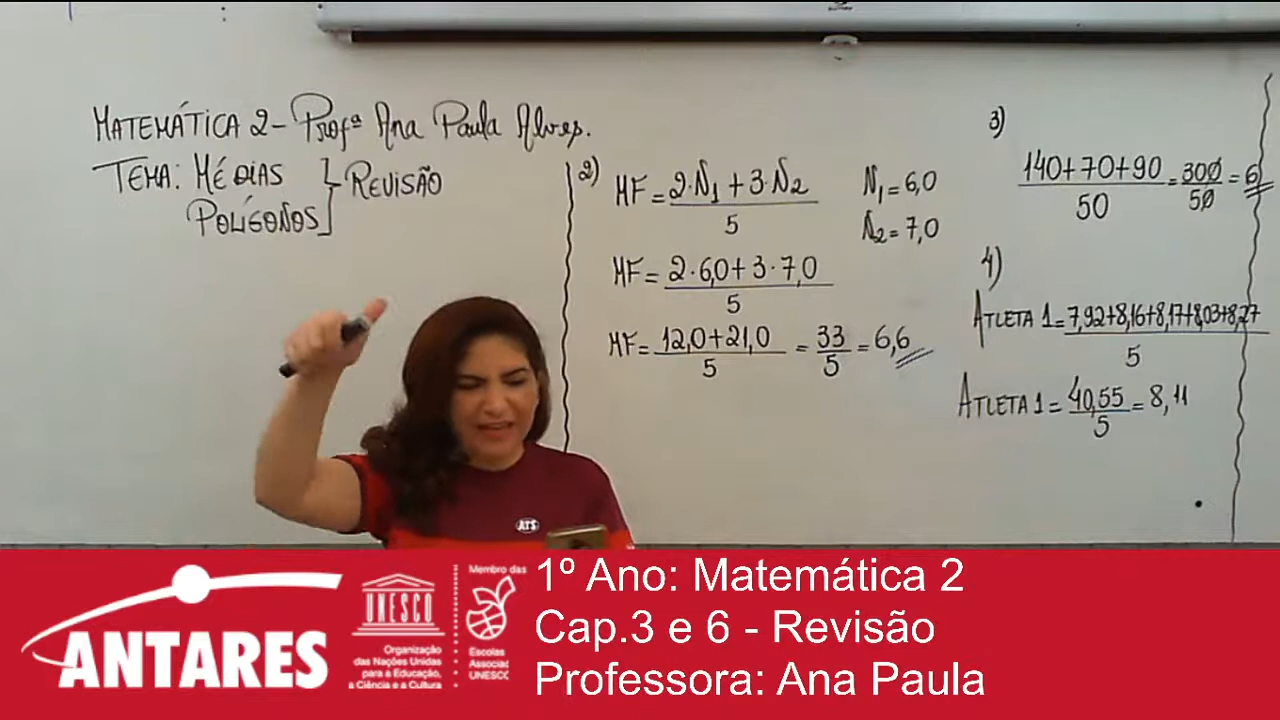 MATEMÁTICA 2 - Profª Ana Paula Alves.
TEMA: MÉDIAS
POLÍGONOS } REVISÃO
2) MF = 2·N1 + 3·N2 / 5
N1 = 6,0
N2 = 7,0
MF = 2·6,0 + 3·7,0 / 5
MF = 12,0 + 21,0 / 5 = 33 / 5 = 6,6
3)
140+70+90 / 50 = 300 / 50 = 6
4)
ATLETA 1 = 7,92+8,16+8,17+8,03+8,27 / 5
ATLETA 1 = 40,55 / 5 = 8,11
ATS
ANTARES
UNESCO
Organização
das Nações Unidas
para a Educação,
a Ciência e a Cultura
Membro das
Escolas
Associa
UNESCO
1º Ano: Matemática 2
Cap.3 e 6 - Revisão
Professora: Ana Paula